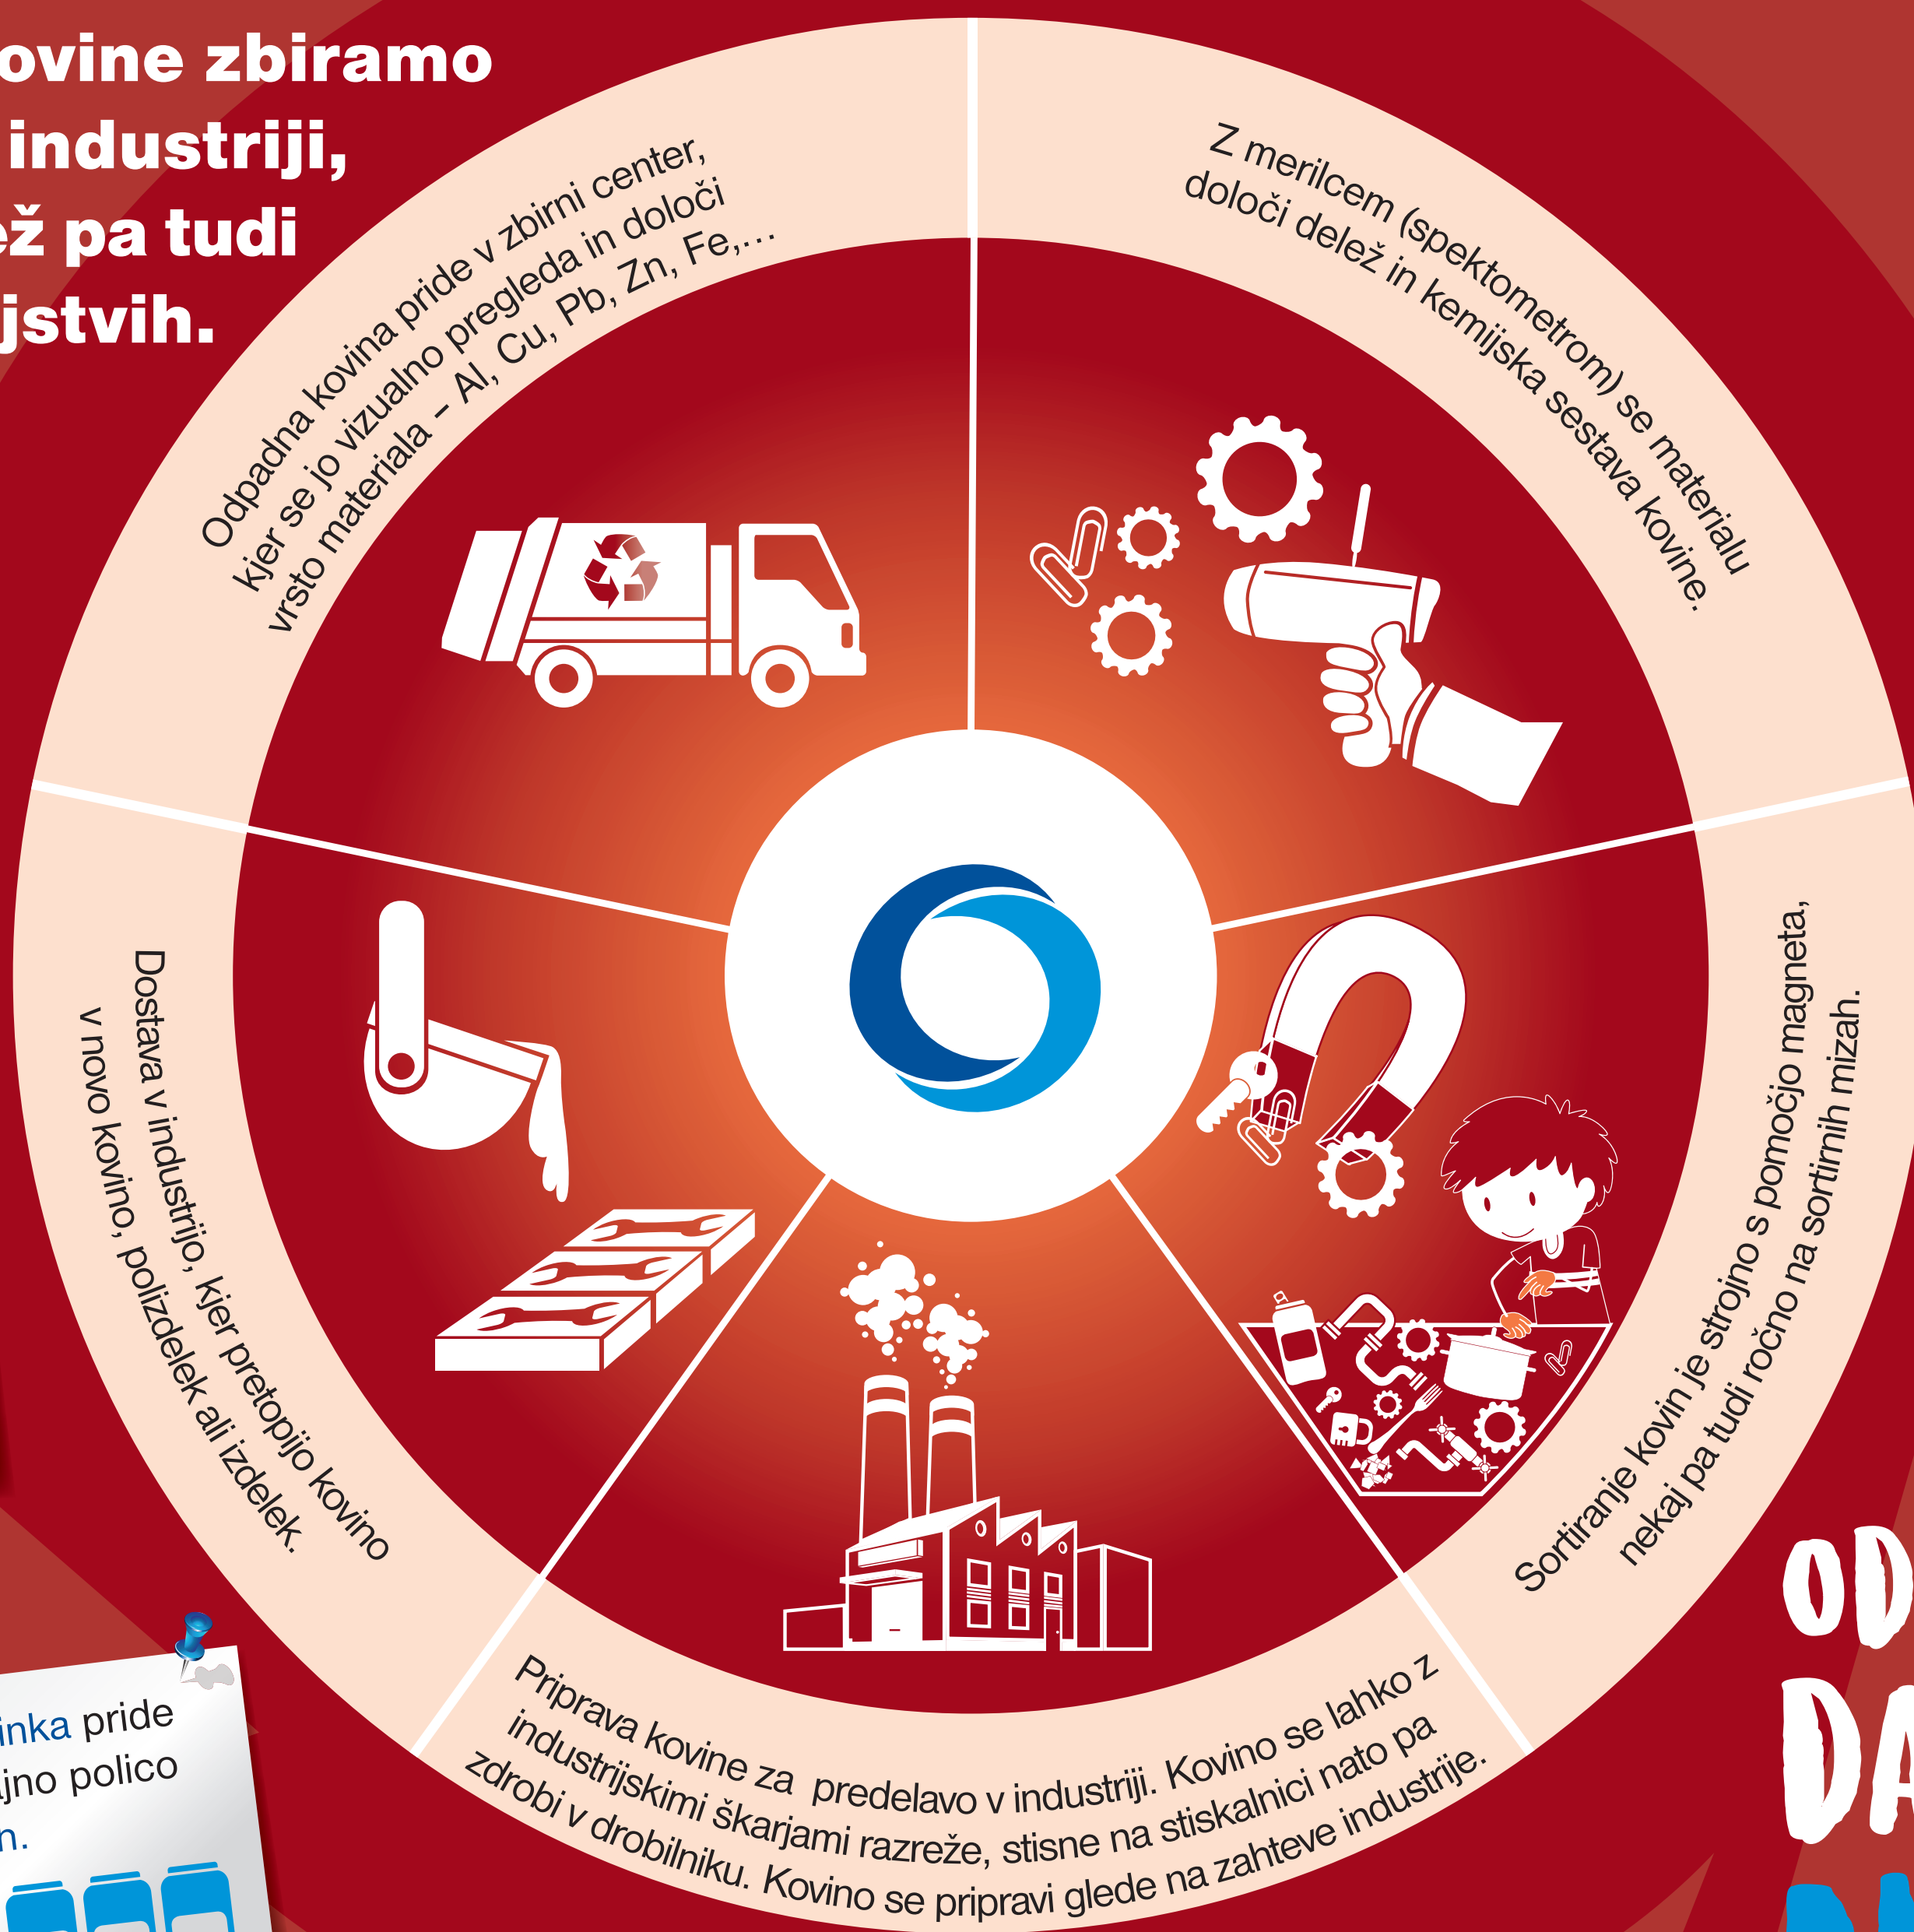 ovine zbiramo
industriji,
ež pa tudi
jstvih.
Odpadna kovina pride v zbirni center,
kjer se jo vizualno pregleda in določi
vrsto materiala – Al, Cu, Pb, Zn, Fe,...
Z merilcem (spektometrom) se materialu
določi delež in kemijska sestava kovine.
Sortiranje kovin je strojno s pomočjo magneta,
nekaj pa tudi ročno na sortirnih mizah.
Priprava kovine za predelavo v industriji. Kovino se lahko z
industrijskimi škarjami razreže, stisne na stiskalnici nato pa
zdrobi v drobilniku. Kovino se pripravi glede na zahteve industrije.
Dostava v industrijo, kjer pretopijo kovino
v novo kovino, polizdelek ali izdelek.
inka pride
jno polico
n.
OD
DA